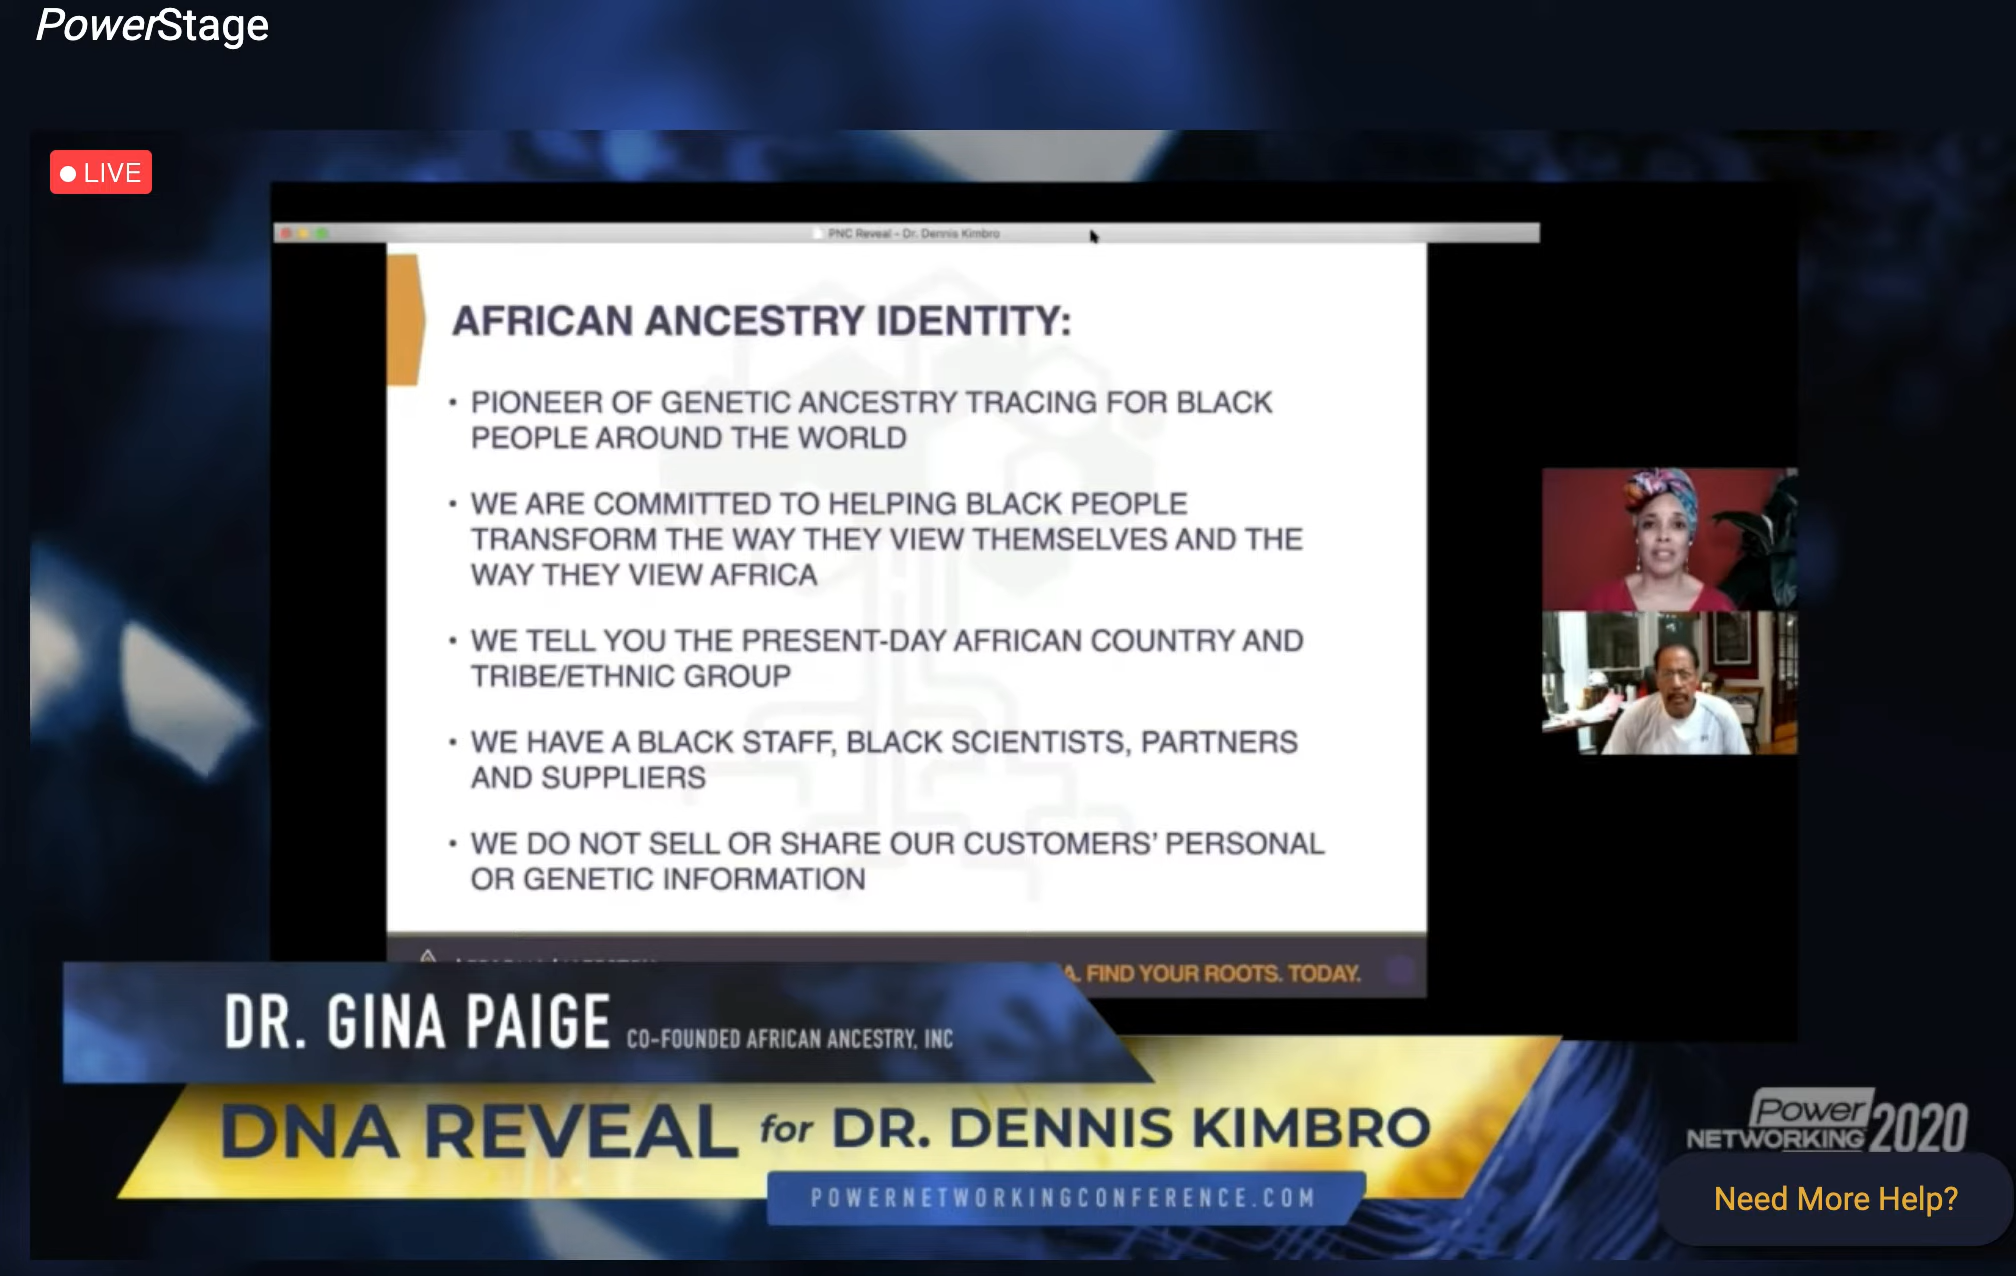 PowerStage
LIVE
PNC Reveal - Dr. Dennis Kimbro
AFRICAN ANCESTRY IDENTITY:
• PIONEER OF GENETIC ANCESTRY TRACING FOR BLACK
PEOPLE AROUND THE WORLD
• WE ARE COMMITTED TO HELPING BLACK PEOPLE
TRANSFORM THE WAY THEY VIEW THEMSELVES AND THE
WAY THEY VIEW AFRICA
• WE TELL YOU THE PRESENT-DAY AFRICAN COUNTRY AND
TRIBE/ETHNIC GROUP
• WE HAVE A BLACK STAFF, BLACK SCIENTISTS, PARTNERS
AND SUPPLIERS
• WE DO NOT SELL OR SHARE OUR CUSTOMERS' PERSONAL
OR GENETIC INFORMATION
FIND YOUR ROOTS. TODAY.
DR. GINA PAIGE CO-FOUNDED AFRICAN ANCESTRY, INC
DNA REVEAL for DR. DENNIS KIMBRO
POWERNETWORKINGCONFERENCE.COM
Power
NETWORKING 2020
Need More Help?